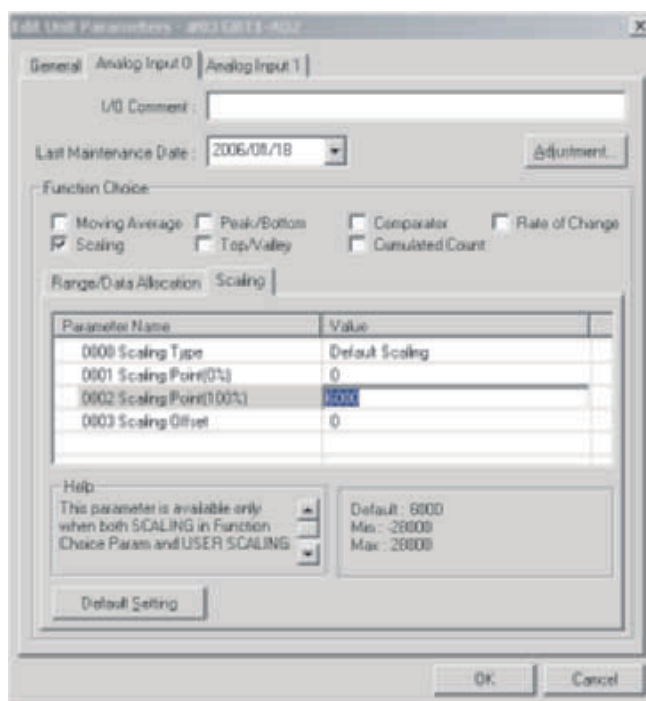 Edit Unit Parameters -
General Analog Input 0 Analog Input 1
I/O Comment :
Last Maintenance Date : 2006/08/18 Adjustment...
Function Choice
Moving Average Peak/Bottom Comparator Rate of Change
Scaling Top/Valley Cumulated Count
Range/Data Allocation Scaling
Parameter Name Value
0000 Scaling Type Default Scaling
0001 Scaling Point(0%) 0
0002 Scaling Point(100%) 6000
0003 Scaling Offset 0
Help
This parameter is available only
when both SCALING in Function
Choice Param and USER SCALING
Default : 6000
Min : -28000
Max : 28000
Default Setting
OK Cancel